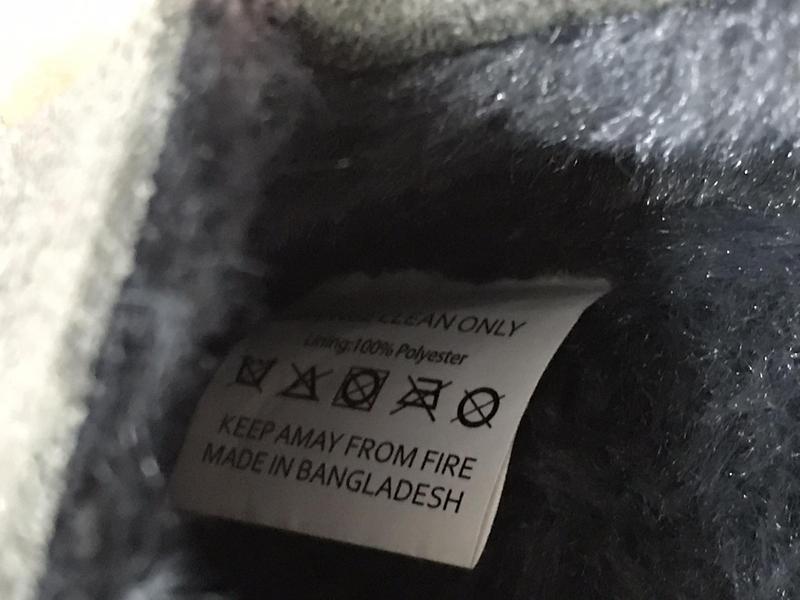 CLEAN ONLY
Lining:100% Polyester
KEEP AMAY FROM FIRE
MADE IN BANGLADESH